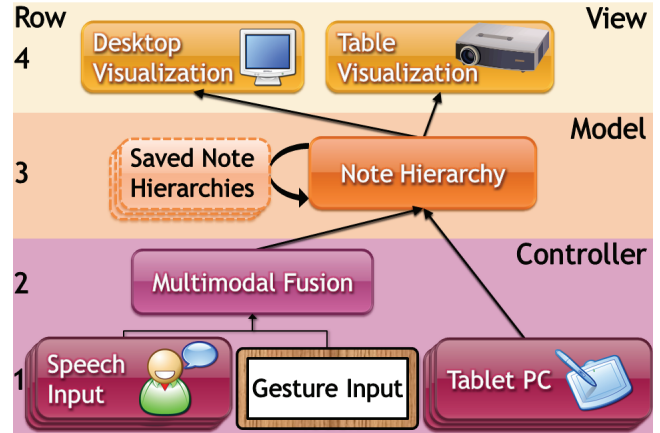 Row
View
4
Desktop
Visualization
Table
Visualization
Model
3
Saved Note
Hierarchies
Note Hierarchy
Controller
2
Multimodal Fusion
1
Speech
Input
Gesture Input
Tablet PC